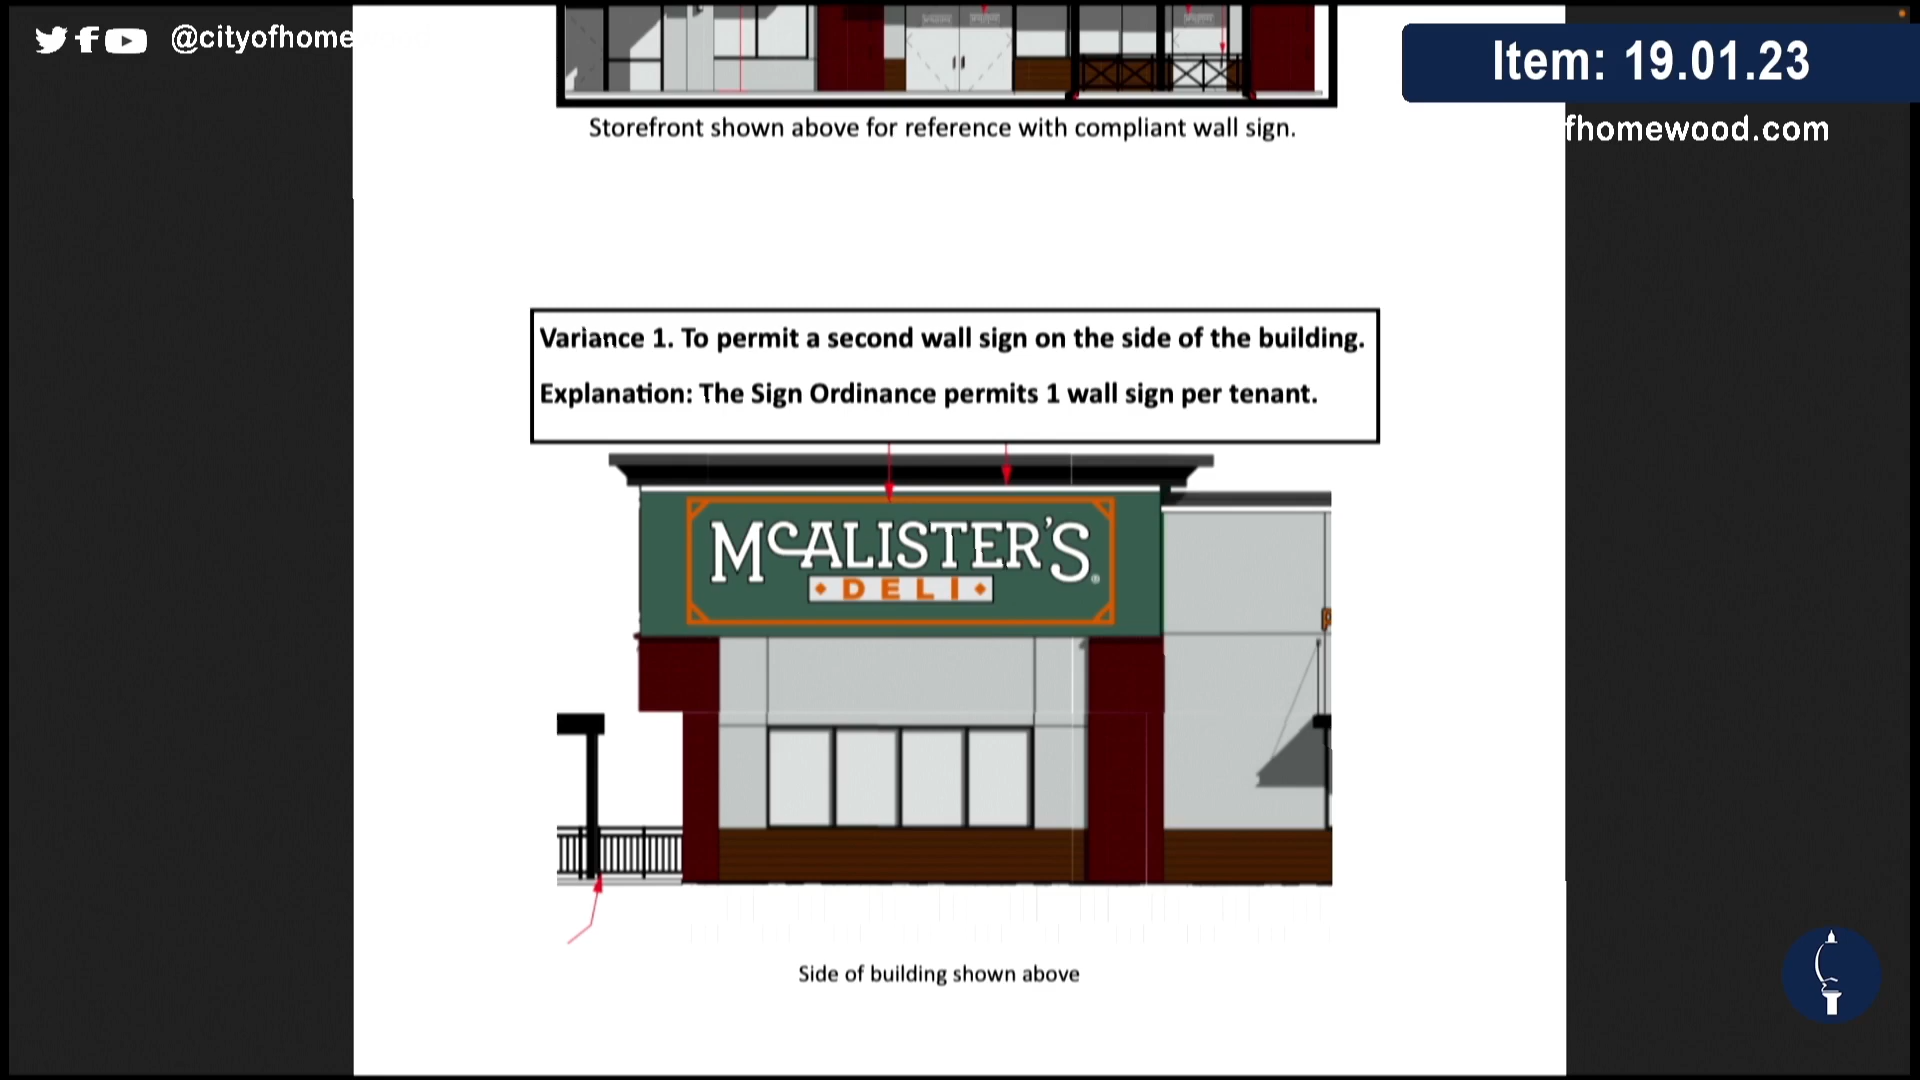 @cityofhome
Item: 19.01.23
fhomewood.com
Storefront shown above for reference with compliant wall sign.
Variance 1. To permit a second wall sign on the side of the building.
Explanation: The Sign Ordinance permits 1 wall sign per tenant.
MCALISTER'S®
DELI
Side of building shown above